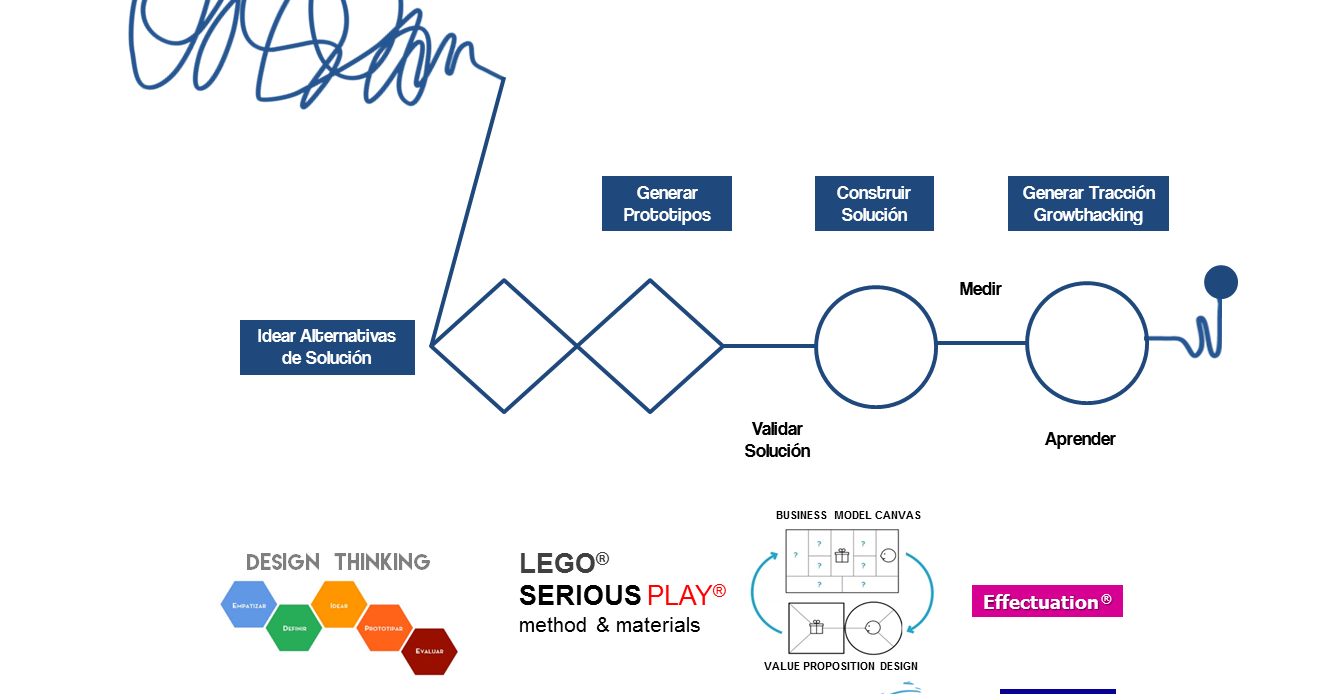 Generar
Prototipos
Construir
Solución
Generar Tracción
Growthacking
Medir
Idear Alternativas
de Solución
Validar
Solución
Aprender
BUSINESS MODEL CANVAS
? ? ?
? ?
? ?
DESIGN THINKING
EMPATIZAR
DEFINIR
IDEAR
PROTOTIPAR
EVALUAR
LEGO®
SERIOUS PLAY®
method & materials
Effectuation®
VALUE PROPOSITION DESIGN